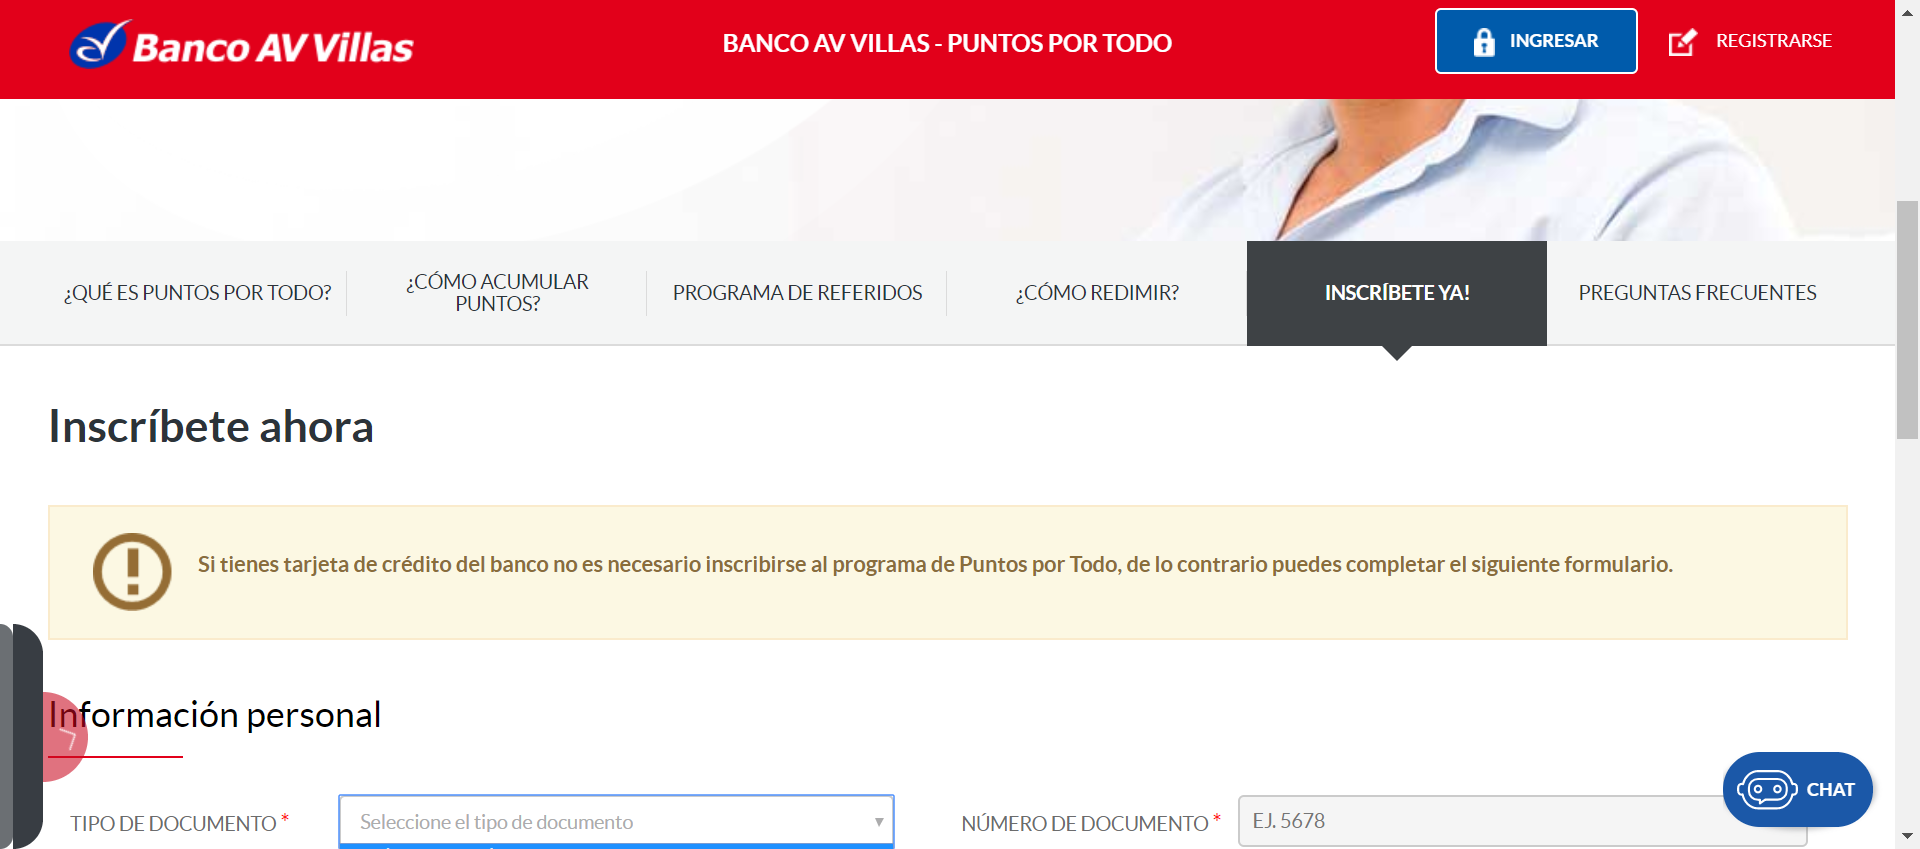 Banco AV Villas
BANCO AV VILLAS - PUNTOS POR TODO
INGRESAR
REGISTRARSE
¿QUÉ ES PUNTOS POR TODO?
¿CÓMO ACUMULAR
PUNTOS?
PROGRAMA DE REFERIDOS
¿CÓMO REDIMIR?
INSCRÍBETE YA!
PREGUNTAS FRECUENTES
Inscríbete ahora
Si tienes tarjeta de crédito del banco no es necesario inscribirse al programa de Puntos por Todo, de lo contrario puedes completar el siguiente formulario.
Información personal
TIPO DE DOCUMENTO *
Seleccione el tipo de documento
NÚMERO DE DOCUMENTO *
EJ. 5678
CHAT